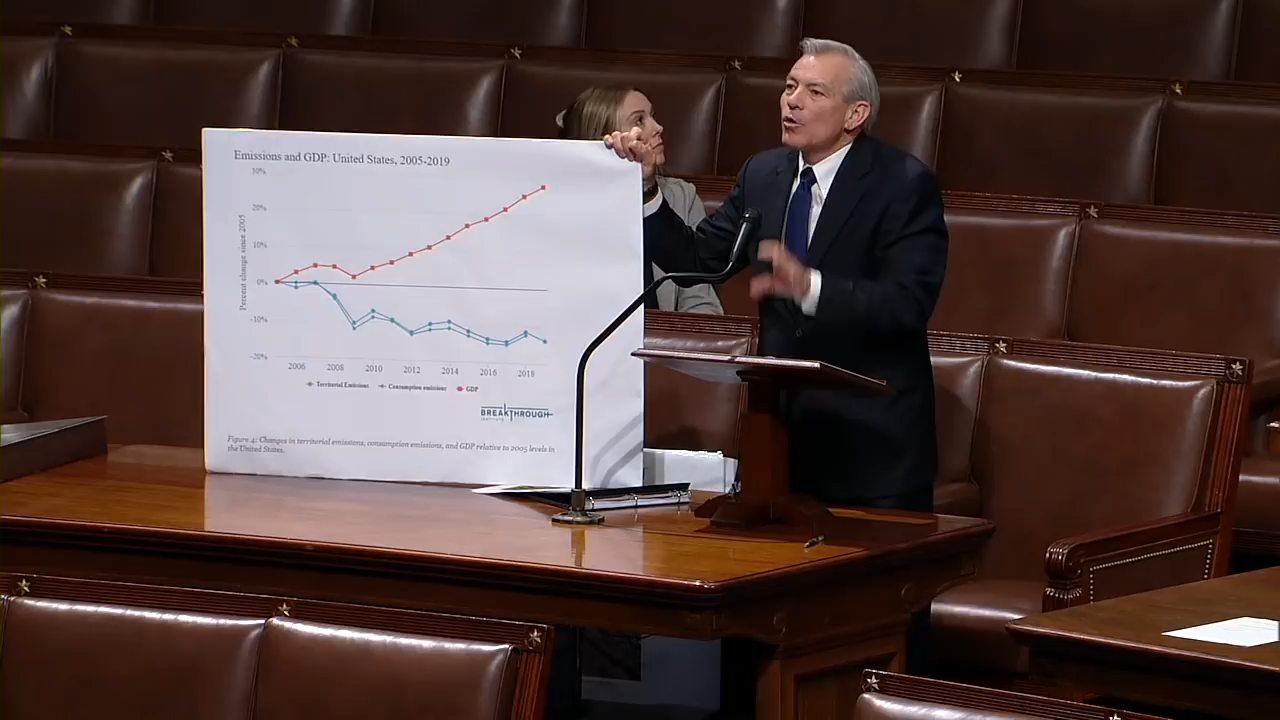 Emissions and GDP: United States, 2005-2019
30%
20%
10%
0%
-10%
-20%
Percent change since 2005
2006 2008 2010 2012 2014 2016 2018
Territorial Emissions Consumption emissions GDP
BREAKTHROUGH
INSTITUTE
Figure 4: Changes in territorial emissions, consumption emissions, and GDP relative to 2005 levels in
the United States.